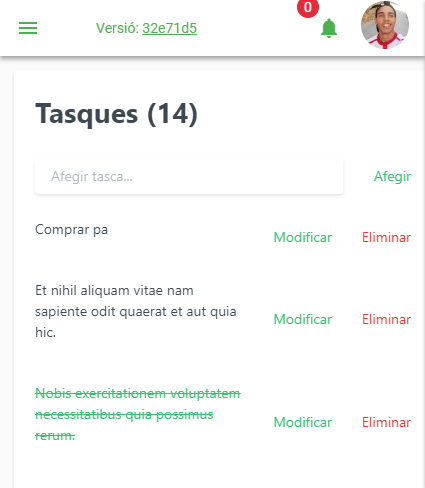 Versió: 32e71d5
0
Tasques (14)
Afegir tasca...
Afegir
Comprar pa
Modificar
Eliminar
Et nihil aliquam vitae nam
sapiente odit quaerat et aut quia
hic.
Modificar
Eliminar
Nobis exercitationem voluptatem
necessitatibus quia possimus
rerum.
Modificar
Eliminar